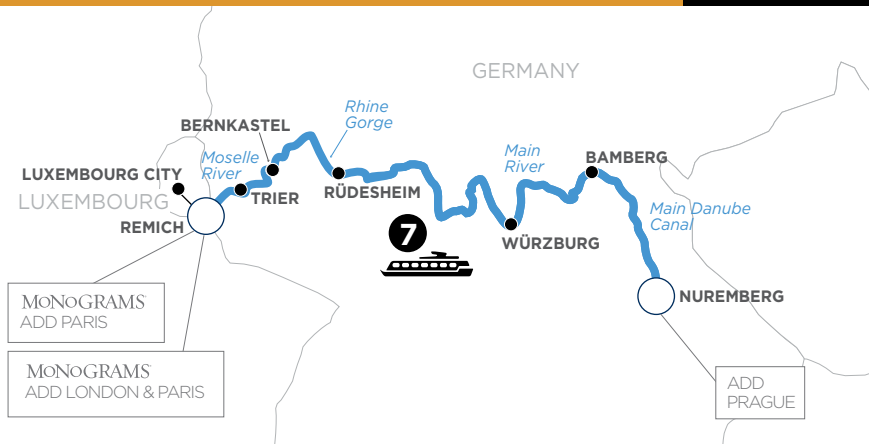 GERMANY
Rhine
Gorge
BERNKASTEL
Moselle
River
Main
River
BAMBERG
LUXEMBOURG CITY
LUXEMBOURG
TRIER
RÜDESHEIM
REMICH
Main Danube
Canal
7
WÜRZBURG
NUREMBERG
MONOGRAMS
ADD PARIS
MONOGRAMS
ADD LONDON & PARIS
ADD
PRAGUE